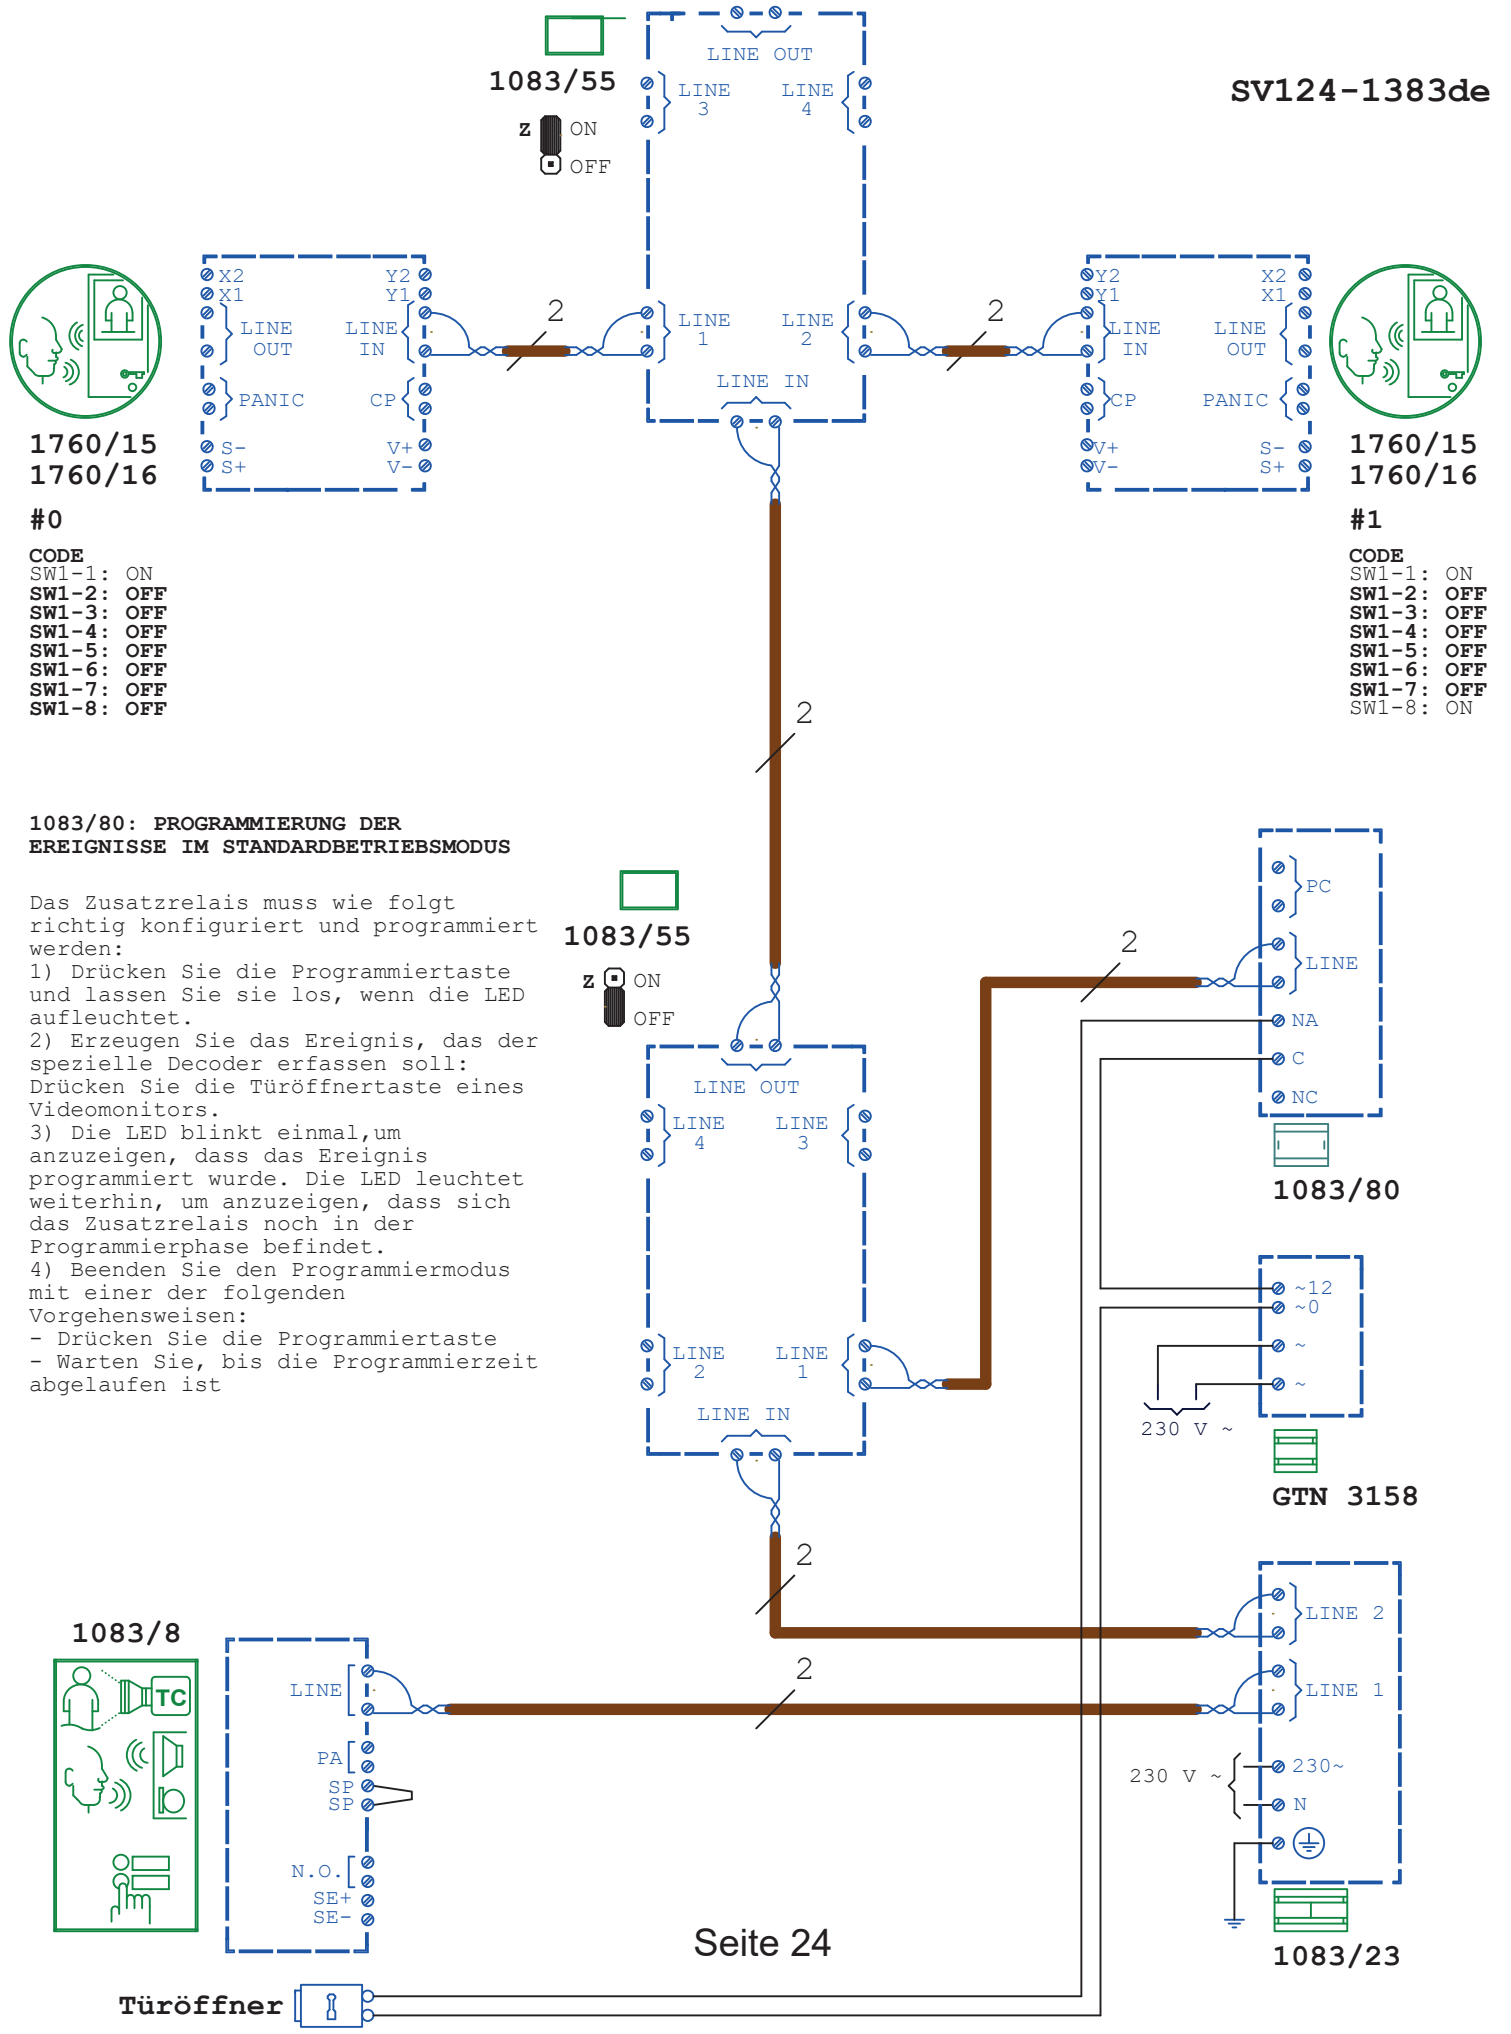 SV124-1383de
1083/55
Z ON
OFF
LINE OUT
LINE 3
LINE 4
LINE 1
LINE 2
LINE IN
X2
X1
LINE OUT
PANIC
S-
S+
Y2
Y1
LINE IN
CP
V+
V-
2
2
Y2
Y1
LINE IN
CP
V+
V-
X2
X1
LINE OUT
PANIC
S-
S+
1760/15
1760/16
#0
CODE
SW1-1: ON
SW1-2: OFF
SW1-3: OFF
SW1-4: OFF
SW1-5: OFF
SW1-6: OFF
SW1-7: OFF
SW1-8: OFF
1760/15
1760/16
#1
CODE
SW1-1: ON
SW1-2: OFF
SW1-3: OFF
SW1-4: OFF
SW1-5: OFF
SW1-6: OFF
SW1-7: OFF
SW1-8: ON
2
1083/80: PROGRAMMIERUNG DER
EREIGNISSE IM STANDARDBETRIEBSMODUS
Das Zusatzrelais muss wie folgt
richtig konfiguriert und programmiert
werden:
1) Drücken Sie die Programmiertaste
und lassen Sie sie los, wenn die LED
aufleuchtet.
2) Erzeugen Sie das Ereignis, das der
spezielle Decoder erfassen soll:
Drücken Sie die Türöffnertaste eines
Videomonitors.
3) Die LED blinkt einmal,um
anzuzeigen, dass das Ereignis
programmiert wurde. Die LED leuchtet
weiterhin, um anzuzeigen, dass sich
das Zusatzrelais noch in der
Programmierphase befindet.
4) Beenden Sie den Programmiermodus
mit einer der folgenden
Vorgehensweisen:
- Drücken Sie die Programmiertaste
- Warten Sie, bis die Programmierzeit
abgelaufen ist
1083/55
Z ON
OFF
LINE OUT
LINE 4
LINE 3
LINE 2
LINE 1
LINE IN
2
PC
LINE
NA
C
NC
1083/80
~12
~0
~
~
230 V ~
GTN 3158
2
LINE 2
LINE 1
230 V ~
230~
N
1083/23
2
1083/8
TC
LINE
PA
SP
SP
N.O.
SE+
SE-
Seite 24
Türöffner